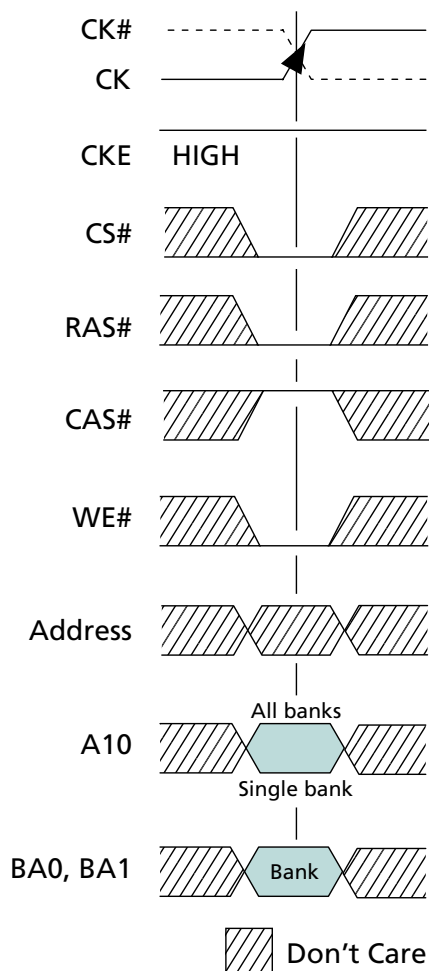 CK#
CK
CKE HIGH
CS#
RAS#
CAS#
WE#
Address
All banks
A10
Single bank
BA0, BA1 Bank
Don't Care